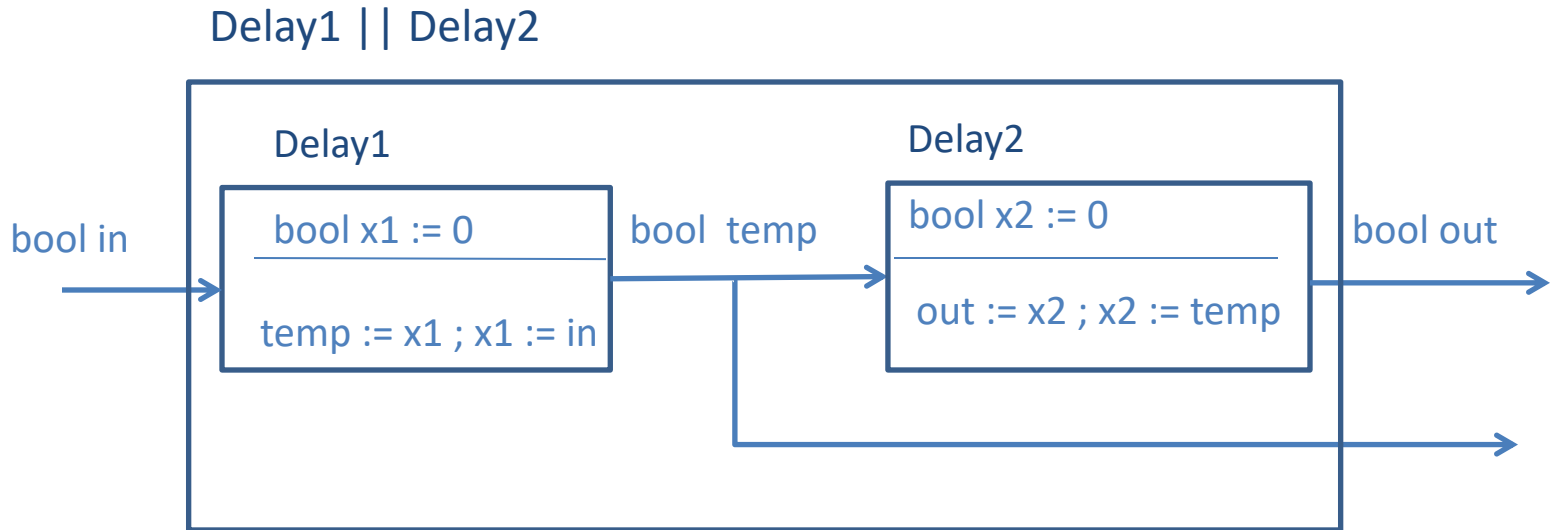 Delay1 || Delay2
Delay1
Delay2
bool in
bool x1 := 0
bool temp
bool x2 := 0
bool out
temp := x1 ; x1 := in
out := x2 ; x2 := temp